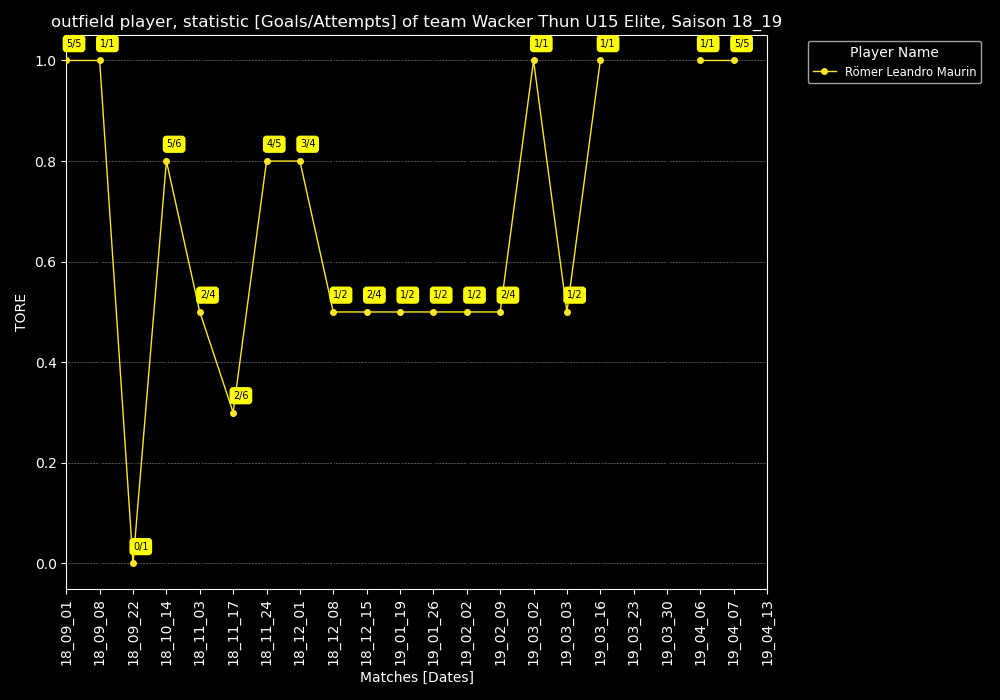 outfield player, statistic [Goals/Attempts] of team Wacker Thun U15 Elite, Saison 18_19
5/5 1/1 1/1 1/1 1/1 5/5
Player Name
Römer Leandro Maurin
1.0
5/6 4/5 3/4
0.8
0.6
2/4 1/2 2/4 1/2 1/2 1/2 2/4 1/2
TORE
0.4
2/6
0.2
0/1
0.0
18_09_01 18_09_08 18_09_22 18_10_14 18_11_03 18_11_17 18_11_24 18_12_01 18_12_08 18_12_15 19_01_19 19_01_26 19_02_02 19_02_09 19_03_02 19_03_03 19_03_16 19_03_23 19_03_30 19_04_06 19_04_07 19_04_13
Matches [Dates]